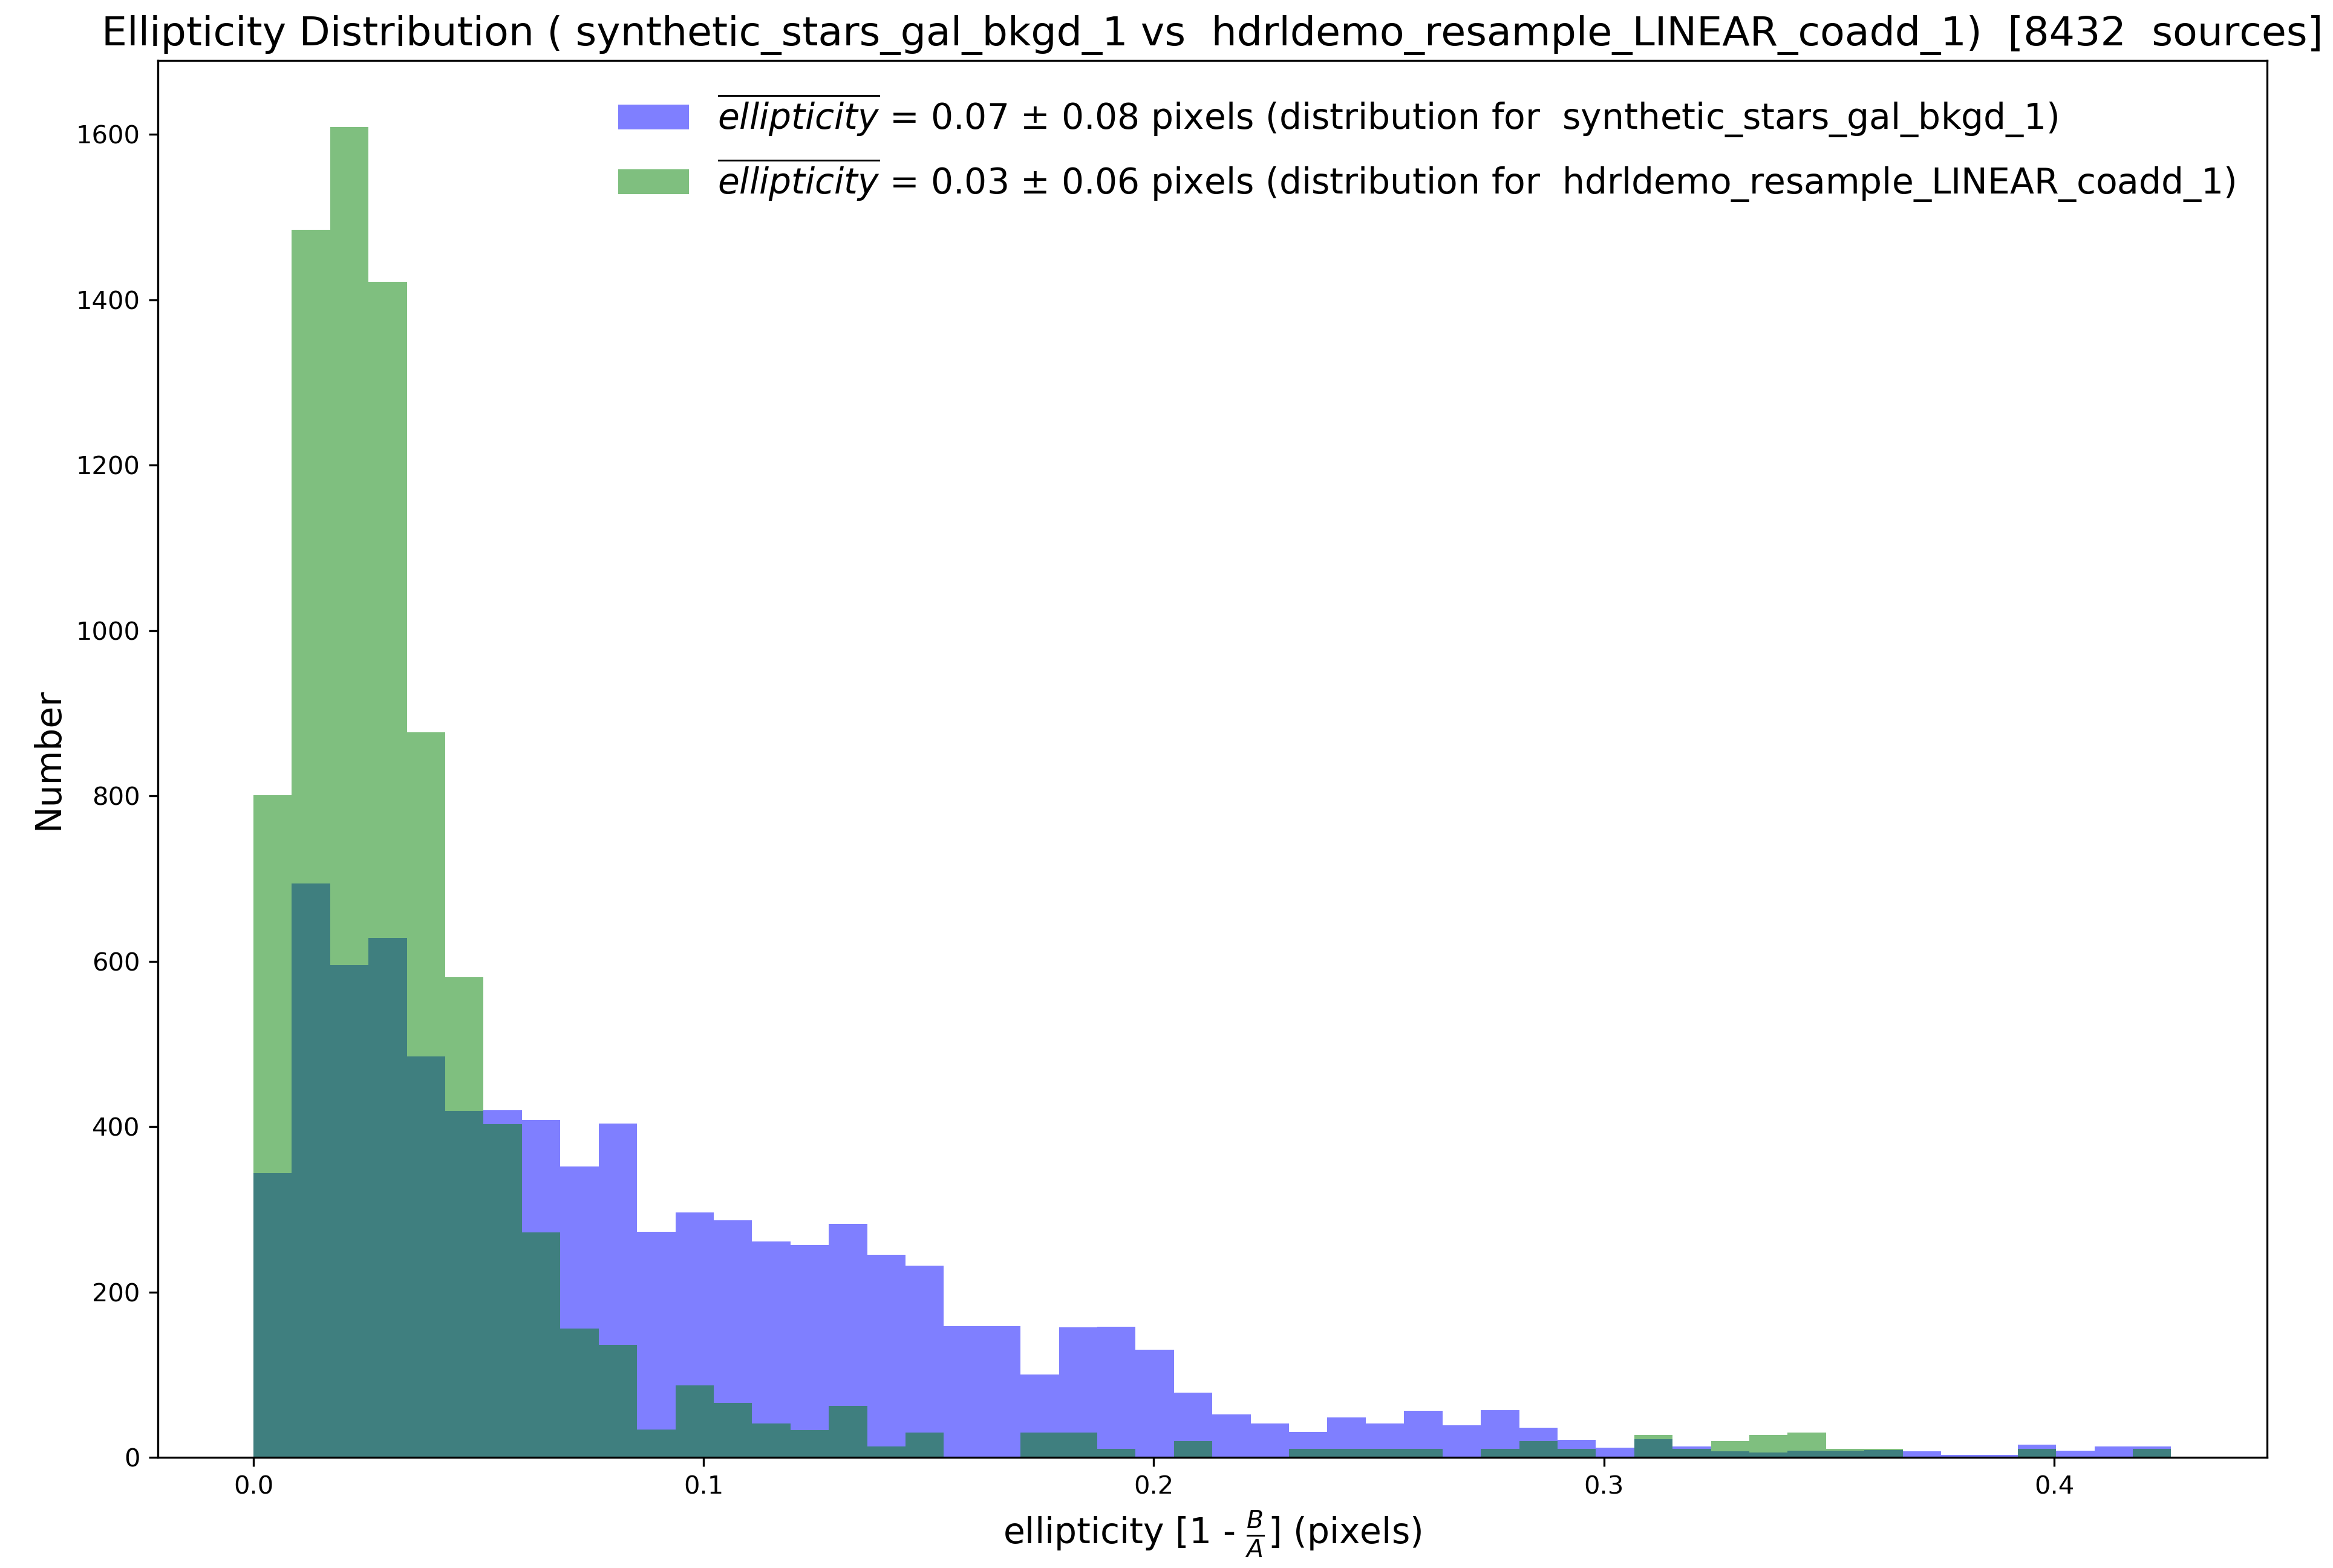 Ellipticity Distribution ( synthetic_stars_gal_bkgd_1 vs  hdrldemo_resample_LINEAR_coadd_1)  [8432  sources]
ellipticity = 0.07 ± 0.08 pixels (distribution for  synthetic_stars_gal_bkgd_1)
ellipticity = 0.03 ± 0.06 pixels (distribution for  hdrldemo_resample_LINEAR_coadd_1)
Number
1600
1400
1200
1000
800
600
400
200
0
0.0 0.1 0.2 0.3 0.4
ellipticity [1 - B/A] (pixels)